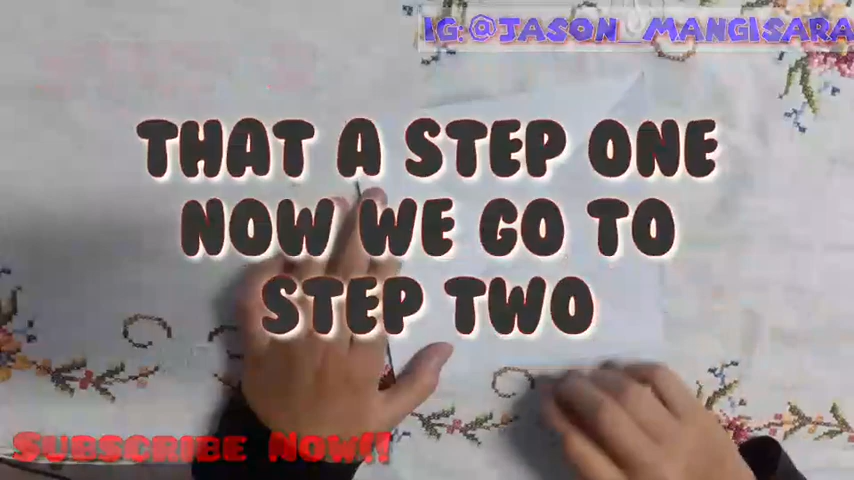 IG:@JASON_MANGISARA
THAT A STEP ONE
NOW WE GO TO
STEP TWO
SUBSCRIBE NOW!!